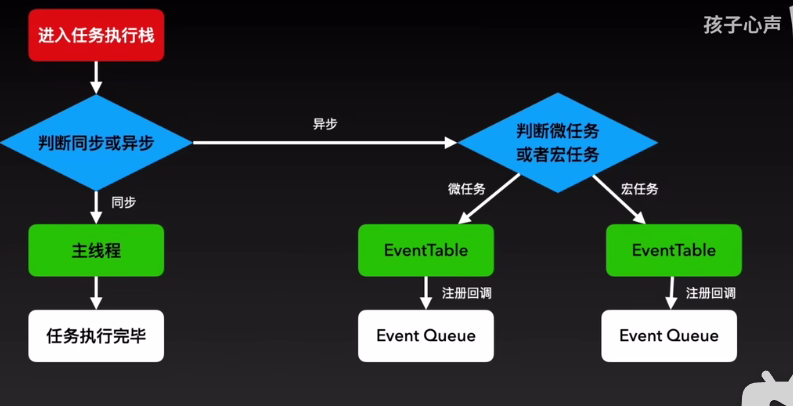 孩子心声
进入任务执行栈
判断同步或异步
异步
判断微任务
或者宏任务
同步
微任务
宏任务
主线程
EventTable
EventTable
注册回调
注册回调
任务执行完毕
Event Queue
Event Queue